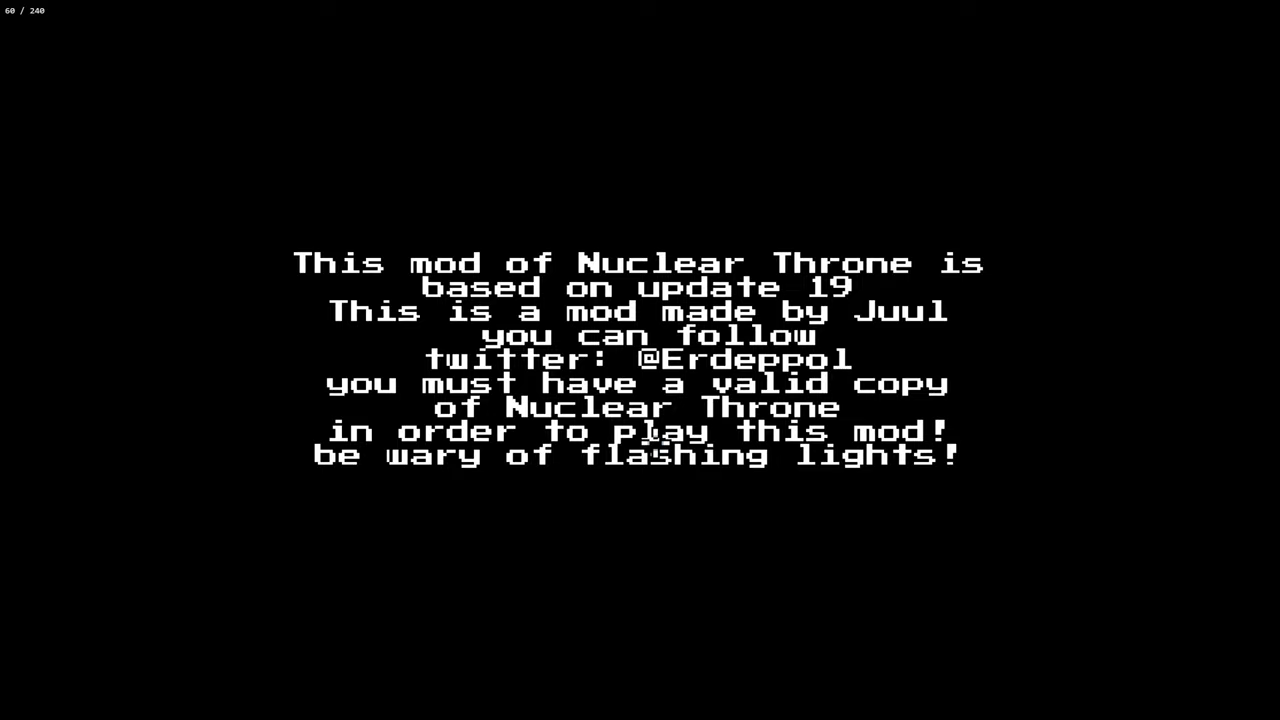 60 / 240
This mod of Nuclear Throne is
based on update 19
This is a mod made by Juul
you can follow
twitter: @Erdeppol
you must have a valid copy
of Nuclear Throne
in order to play this mod!
be wary of flashing lights!